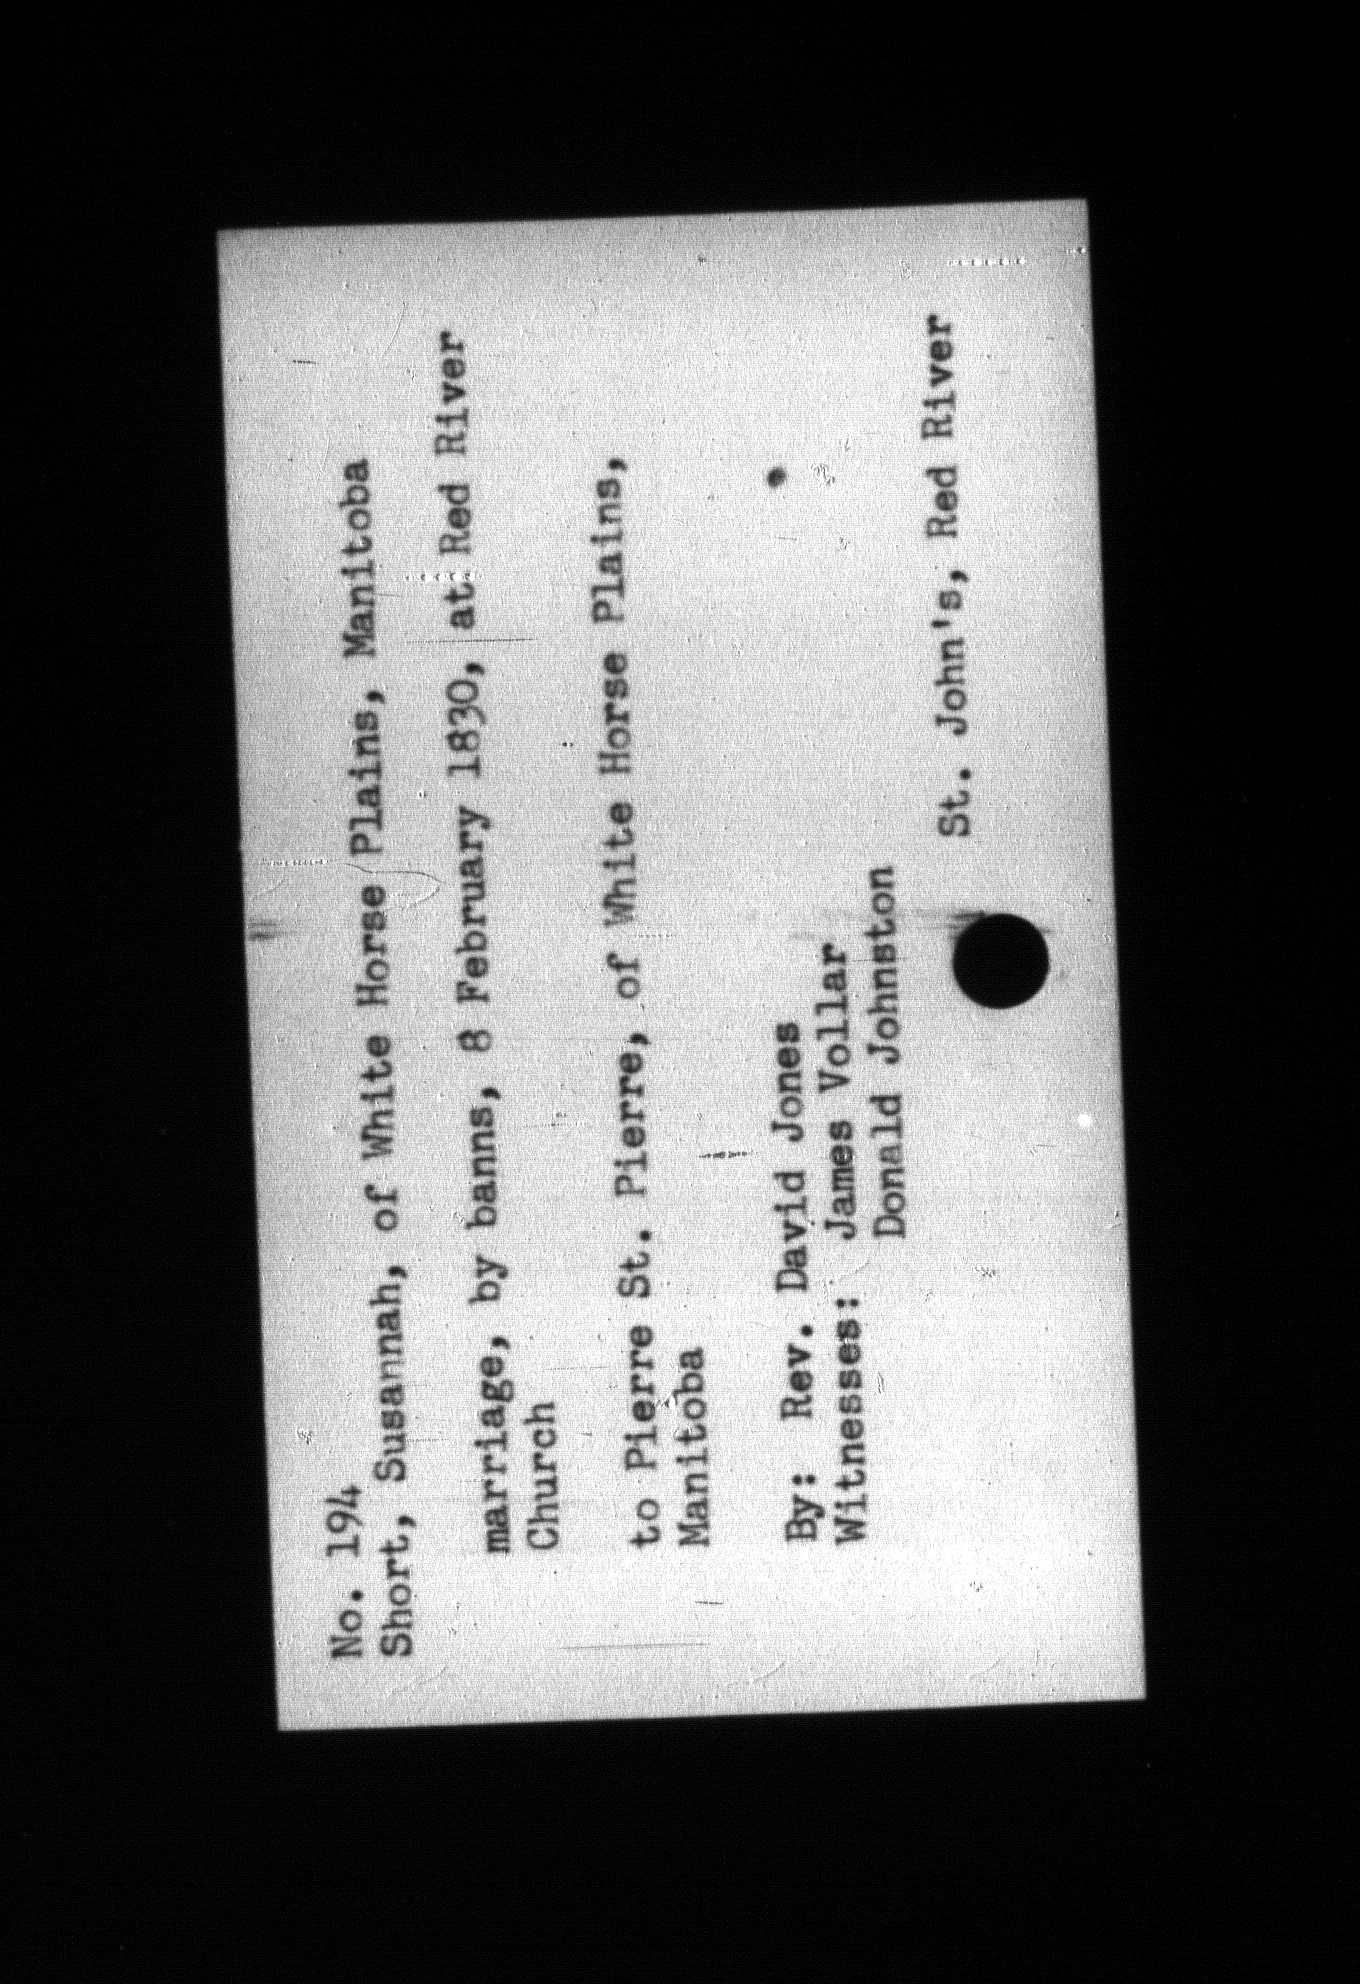 No. 194
Short, Susannah, of White Horse Plains, Manitoba
marriage, by banns, 8 February 1830, at Red River
Church
to Pierre St. Pierre, of White Horse Plains,
Manitoba
By: Rev. David Jones
Witnesses: James Vollar
Donald Johnston
St. John's, Red River